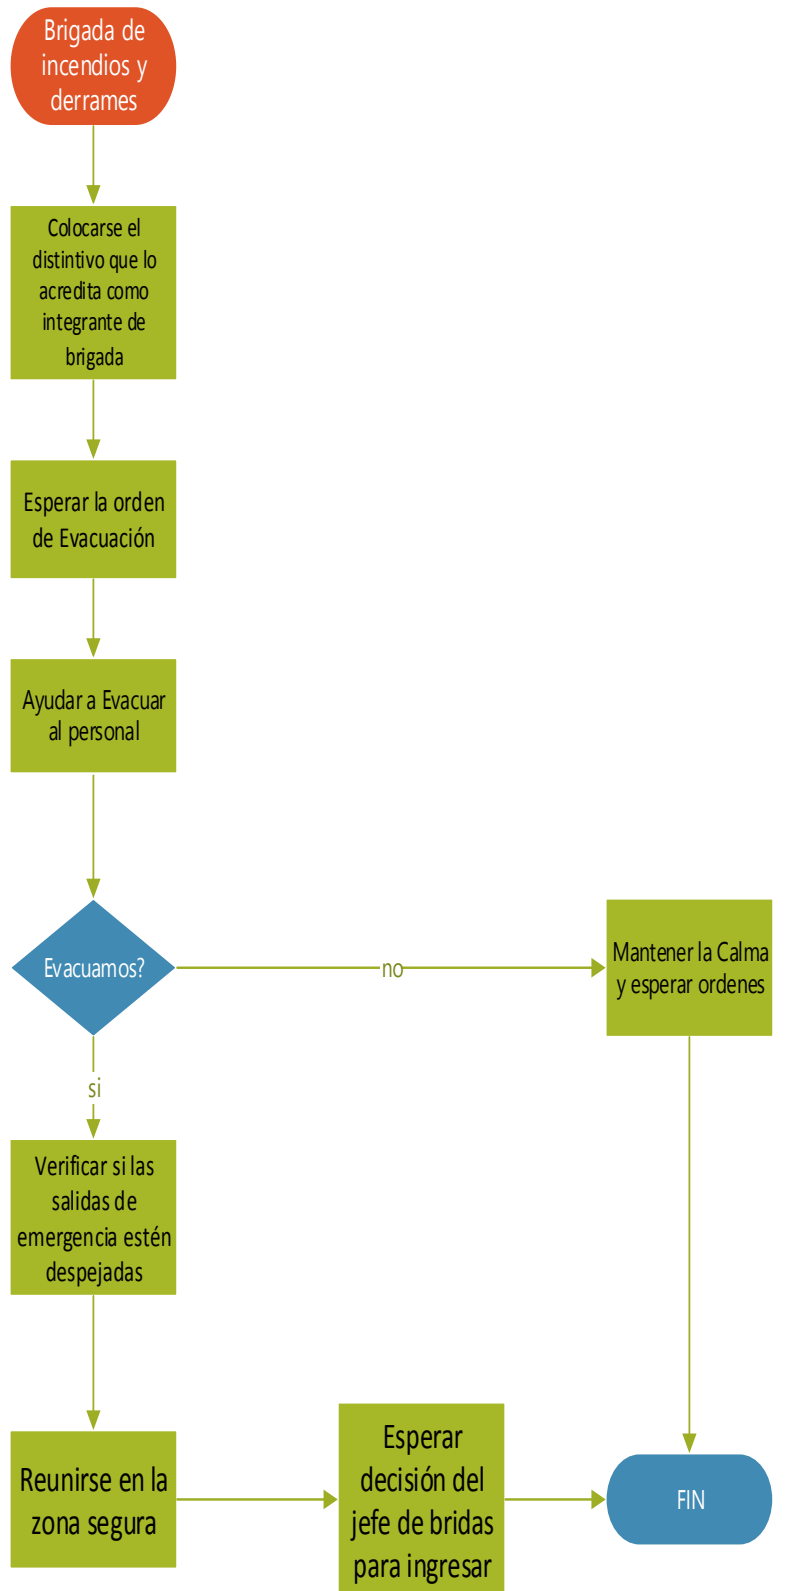 Brigada de
incendios y
derrames
Colocarse el
distintivo que lo
acredita como
integrante de
brigada
Esperar la orden
de Evacuación
Ayudar a Evacuar
al personal
Evacuamos?
no
Mantener la Calma
y esperar ordenes
si
Verificar si las
salidas de
emergencia estén
despejadas
Reunirse en la
zona segura
Esperar
decisión del
jefe de bridas
para ingresar
FIN